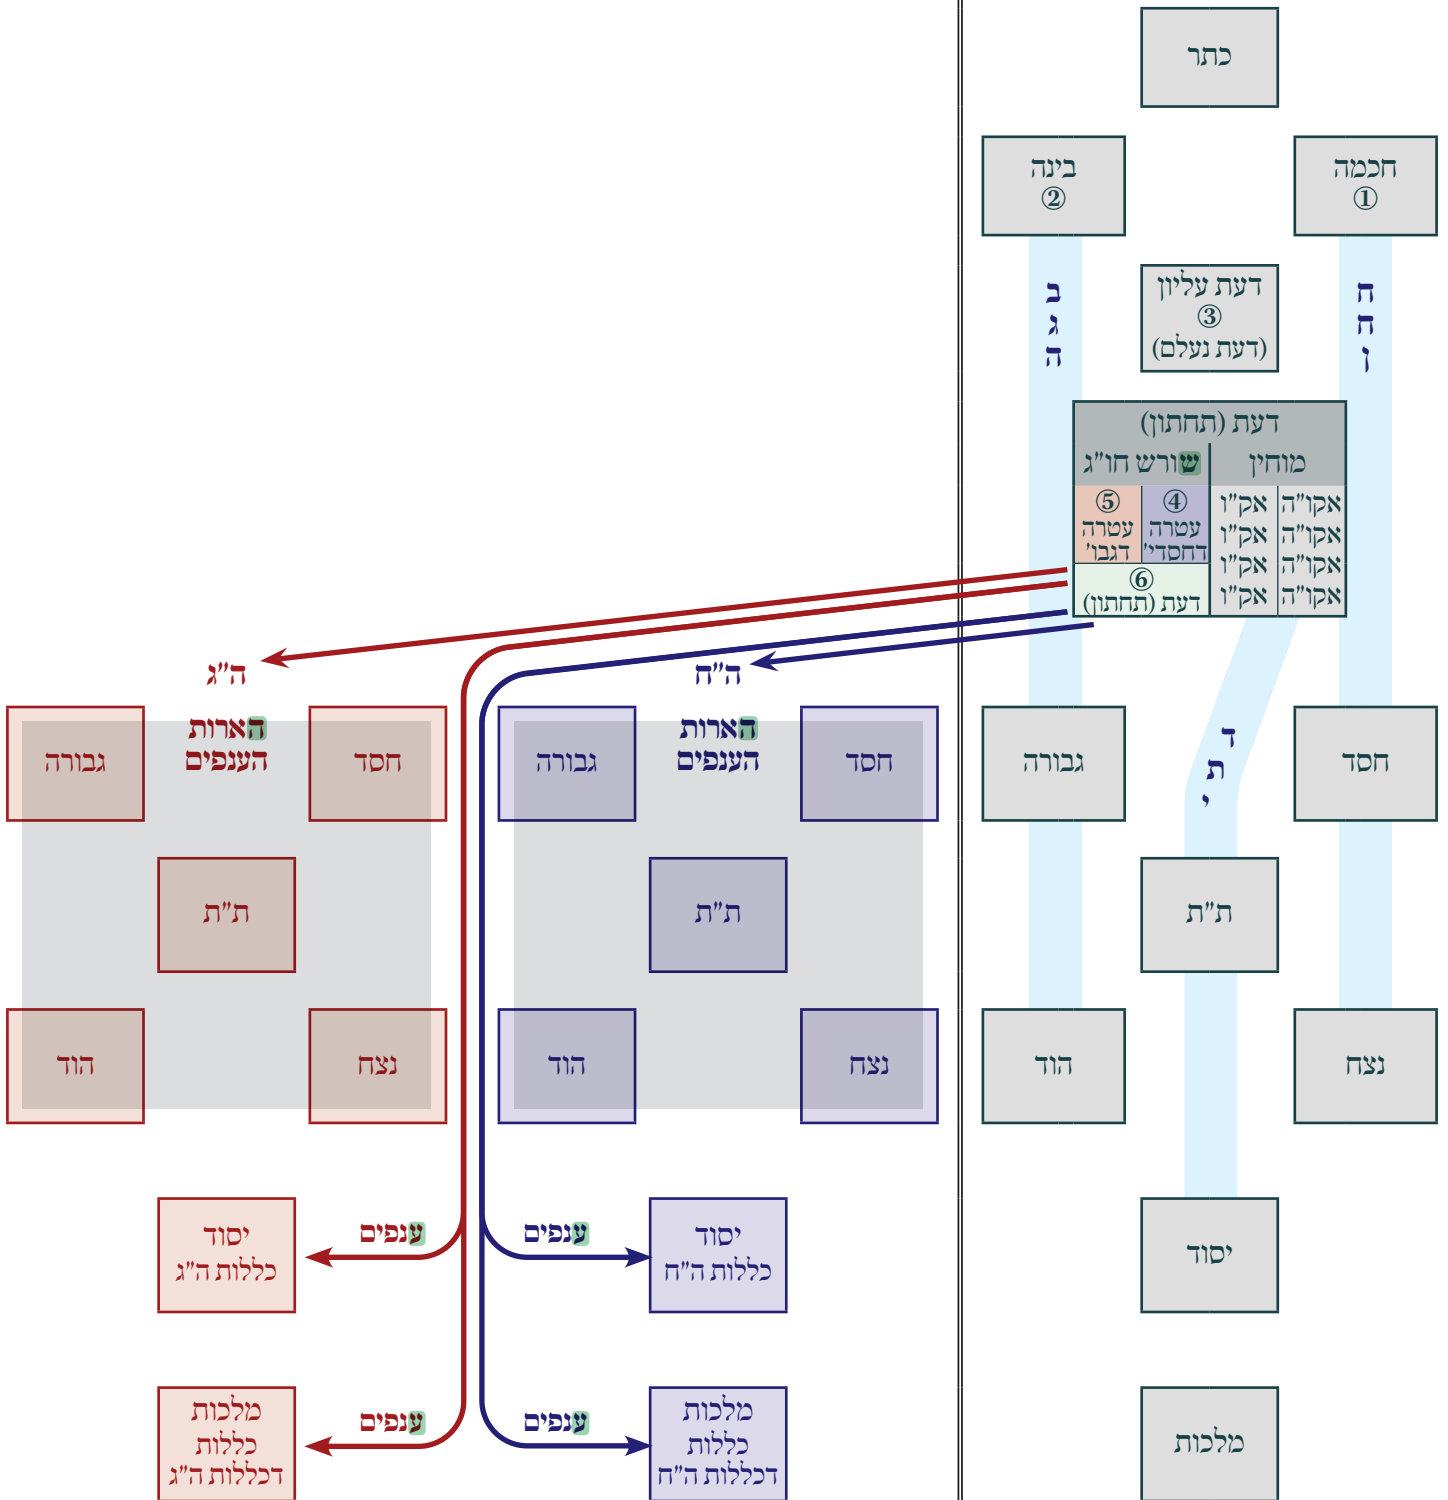 כתר
חכמה
①
בינה
②
ח
ח
ן
ב
ג
ה
דעת עליון
③
(דעת נעלם)
דעת (תחתון)
מוחין
שורש חו"ג
אקו"ה
אקו"ה
אקו"ה
אקו"ה
אק"ו
אק"ו
אק"ו
אק"ו
④
עטרה
דחסדי'
⑤
עטרה
דגבו'
⑥
דעת (תחתון)
ד
ת
י
חסד
גבורה
ת"ת
נצח
הוד
יסוד
מלכות
ה"ח
הארות
הענפים
חסד
גבורה
ת"ת
נצח
הוד
ענפים
יסוד
כללות ה"ח
ענפים
מלכות
כללות
דכללות ה"ח
ה"ג
הארות
הענפים
חסד
גבורה
ת"ת
נצח
הוד
ענפים
יסוד
כללות ה"ג
ענפים
מלכות
כללות
דכללות ה"ג